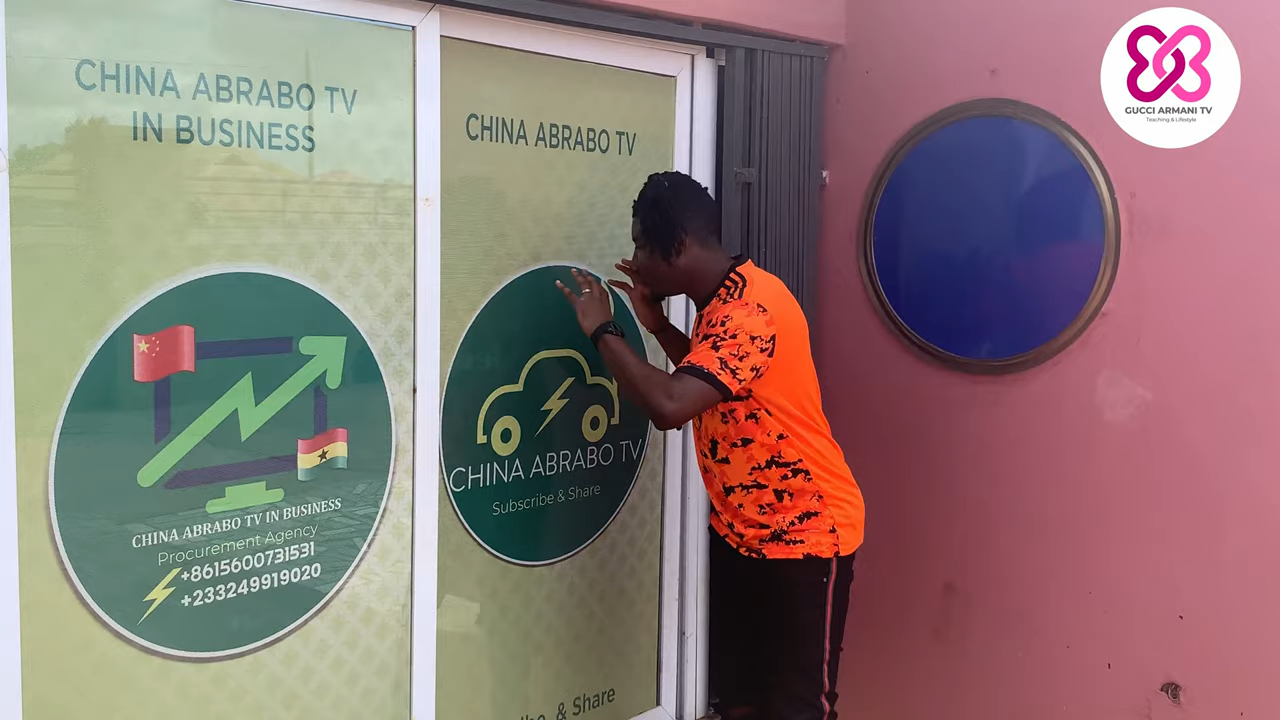 CHINA ABRABO TV
IN BUSINESS
CHINA ABRABO TV IN BUSINESS
Procurement Agency
+8615600731531
+233249919020
CHINA ABRABO TV
CHINA ABRABO TV
Subscribe & Share
& Share
GUCCI ARMANI TV
Teaching & Lifestyle